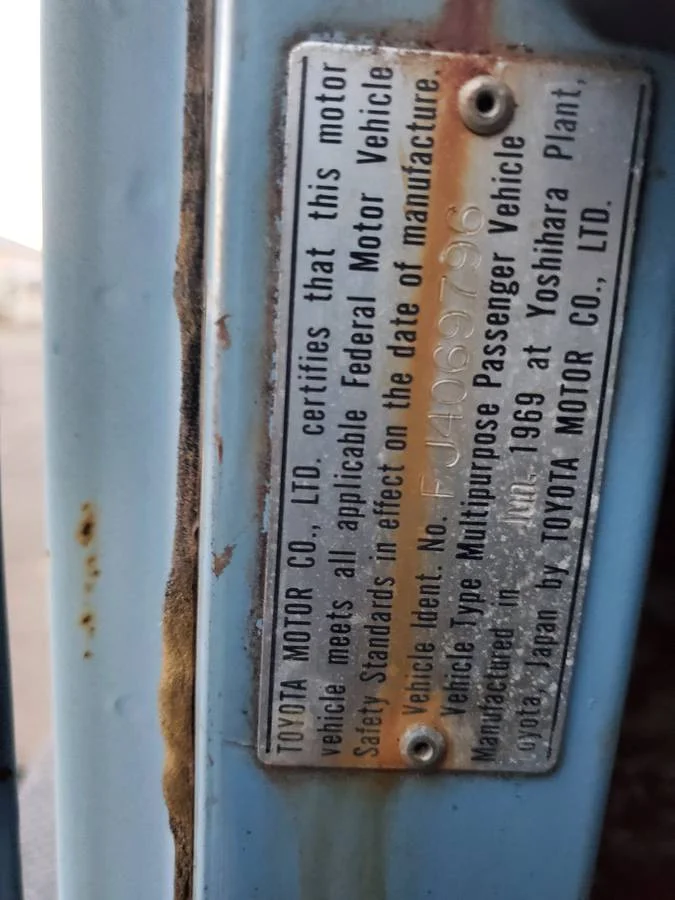 TOYOTA MOTOR CO., LTD. certifies that this motor
vehicle meets all applicable Federal Motor Vehicle
Safety Standards in effect on the date of manufacture.
Vehicle Ident. No. FJ4069796
Vehicle Type Multipurpose Passenger Vehicle
Manufactured in Jun. 1969 at Yoshihara Plant,
Toyota, Japan by TOYOTA MOTOR CO., LTD.